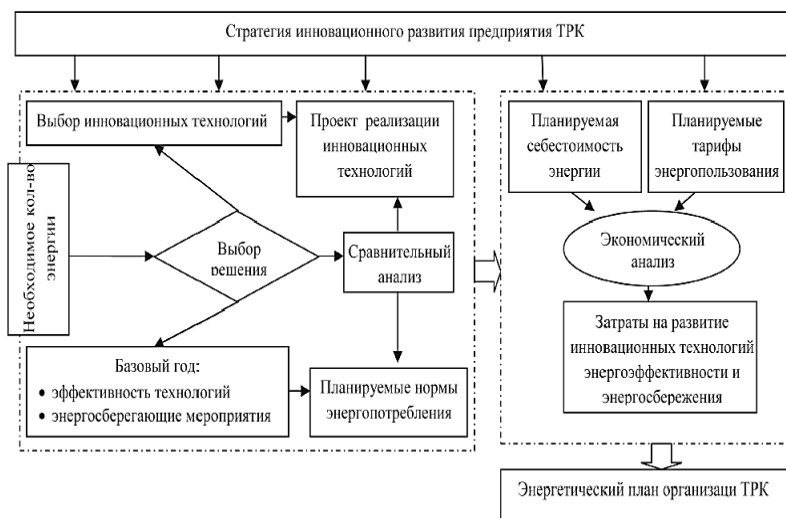 Стратегия инновационного развития предприятия ТРК
Выбор инновационных технологий
Проект реализации
инновационных
технологий
Планируемая
себестоимость
энергии
Планируемые
тарифы
энергопользования
Необходимое кол-во
энергии
Выбор
решения
Сравнительный
анализ
Экономический
анализ
Базовый год:
• эффективность технологий
• энергосберегающие мероприятия
Планируемые нормы
энергопотребления
Затраты на развитие
инновационных технологий
энергоэффективности и
энергосбережения
Энергетический план организаци ТРК